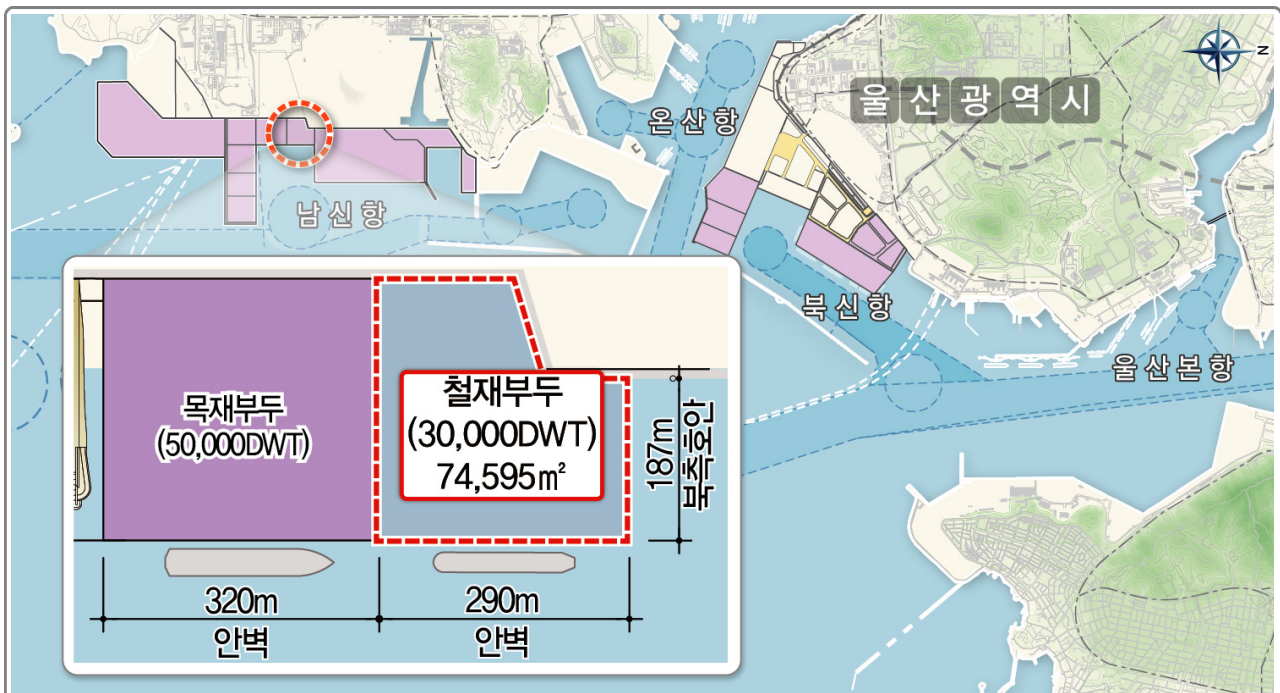 울산광역시
N
온산항
남신항
북신항
울산본항
목재부두
(50,000DWT)
철재부두
(30,000DWT)
74,595㎡
187m
북측호안
320m
안벽
290m
안벽